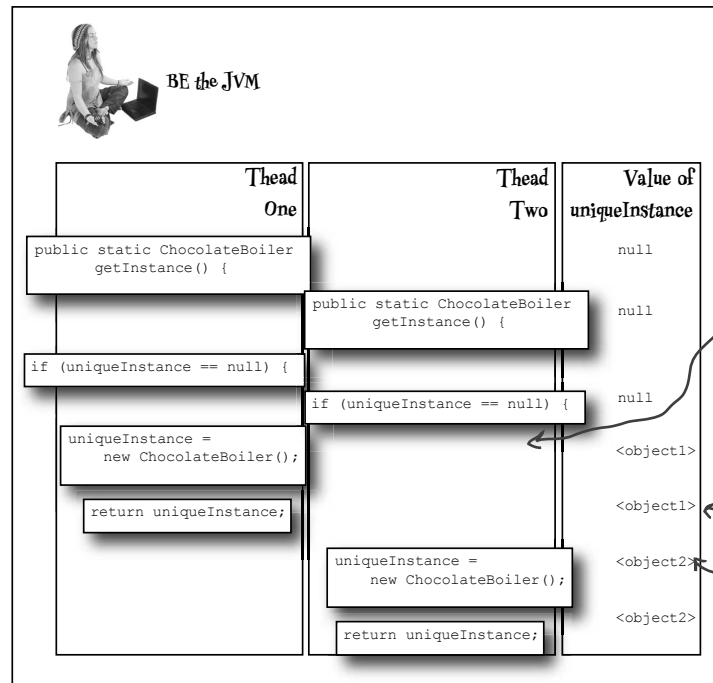 BE the JVM
Thead
One
Thead
Two
Value of
uniqueInstance
public static ChocolateBoiler
getInstance() {
null
public static ChocolateBoiler
getInstance() {
null
if (uniqueInstance == null) {
if (uniqueInstance == null) {
null
uniqueInstance =
new ChocolateBoiler();
<object1>
return uniqueInstance;
<object1>
uniqueInstance =
new ChocolateBoiler();
<object2>
return uniqueInstance;
<object2>